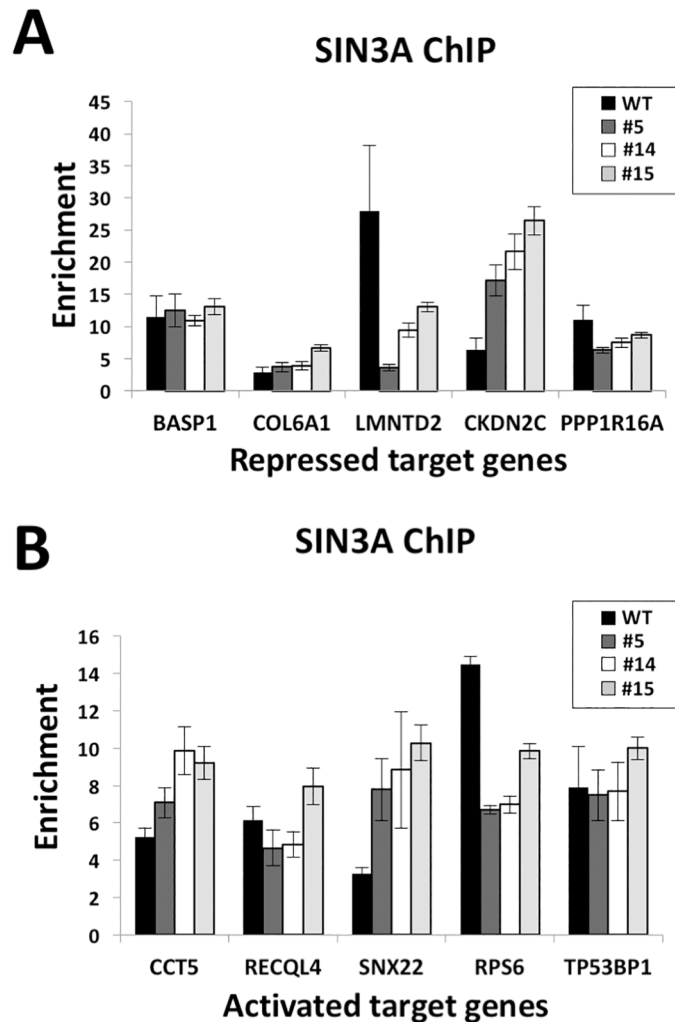 A
SIN3A ChIP
WT
#5
#14
#15
Enrichment
45
40
35
30
25
20
15
10
5
0
BASP1 COL6A1 LMNTD2 CKDN2C PPP1R16A
Repressed target genes
B
SIN3A ChIP
WT
#5
#14
#15
Enrichment
16
14
12
10
8
6
4
2
0
CCT5 RECQL4 SNX22 RPS6 TP53BP1
Activated target genes